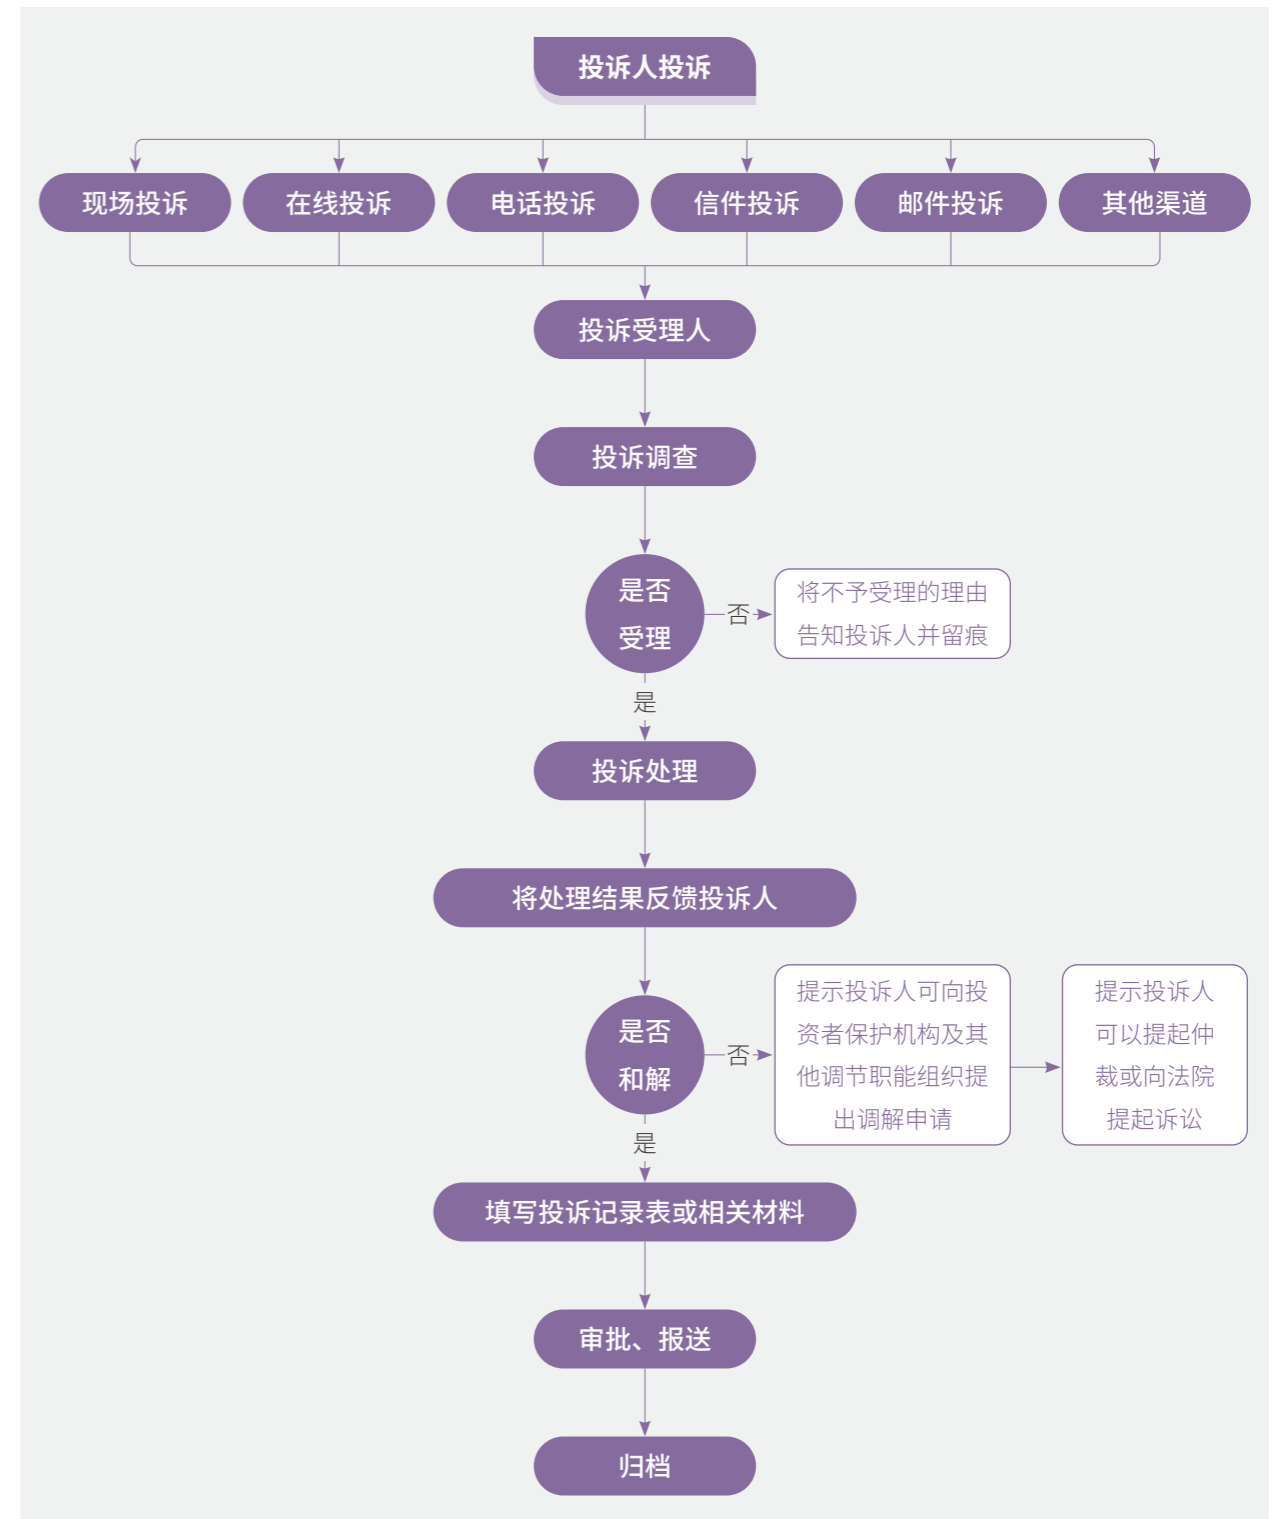 投诉人投诉
现场投诉
在线投诉
电话投诉
信件投诉
邮件投诉
其他渠道
投诉受理人
投诉调查
是否
受理
否
将不予受理的理由
告知投诉人并留痕
是
投诉处理
将处理结果反馈投诉人
是否
和解
否
提示投诉人可向投
资者保护机构及其
他调节职能组织提
出调解申请
提示投诉人
可以提起仲
裁或向法院
提起诉讼
是
填写投诉记录表或相关材料
审批、报送
归档